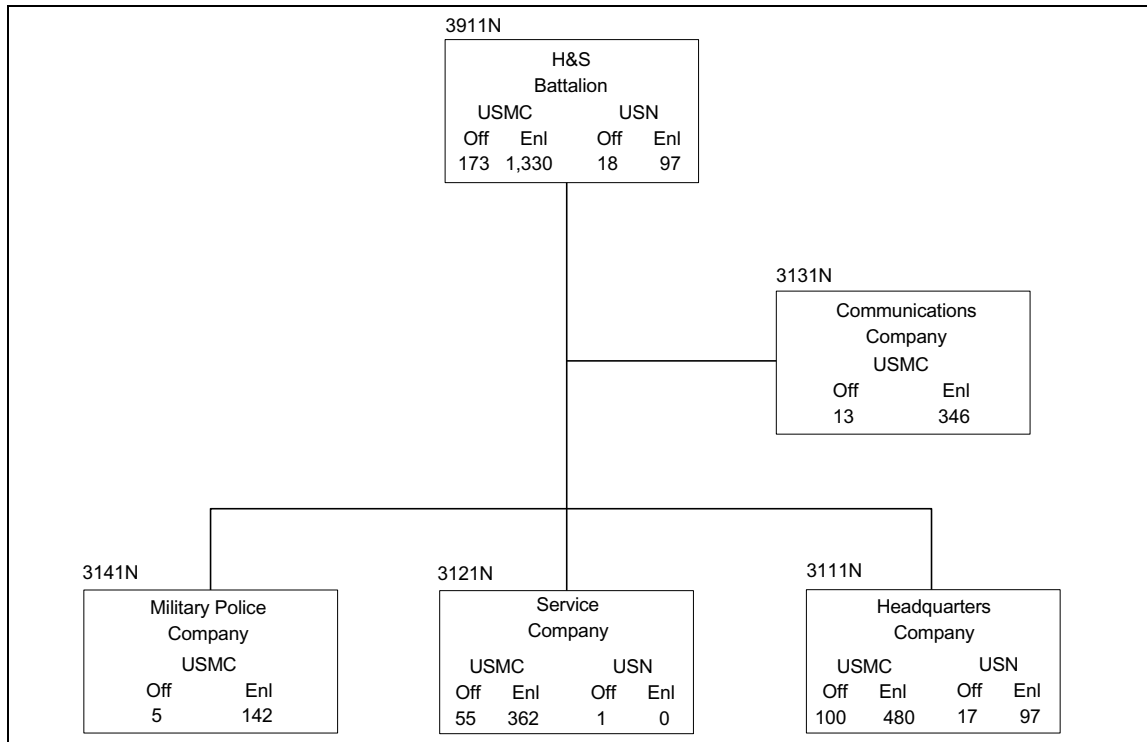 3911N
H&S
Battalion
USMC USN
Off Enl Off Enl
173 1,330 18 97
3131N
Communications
Company
USMC
Off Enl
13 346
3141N
Military Police
Company
USMC
Off Enl
5 142
3121N
Service
Company
USMC USN
Off Enl Off Enl
55 362 1 0
3111N
Headquarters
Company
USMC USN
Off Enl Off Enl
100 480 17 97